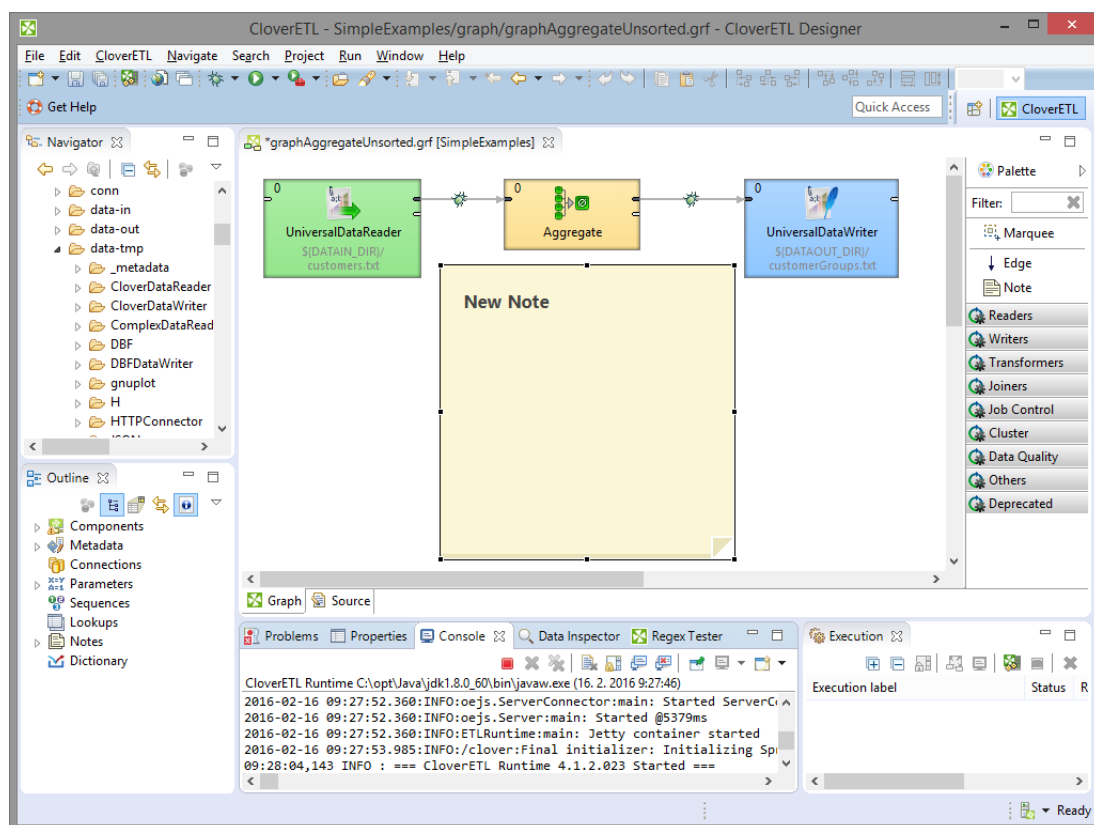 CloverETL - SimpleExamples/graph/graphAggregateUnsorted.grf - CloverETL Designer
File Edit CloverETL Navigate Search Project Run Window Help
Get Help
Quick Access
CloverETL
Navigator
conn
data-in
data-out
data-tmp
_metadata
CloverDataReader
CloverDataWriter
ComplexDataRead
DBF
DBFDataWriter
gnuplot
H
HTTPConnector
Outline
Components
Metadata
Connections
Parameters
Sequences
Lookups
Notes
Dictionary
*graphAggregateUnsorted.grf [SimpleExamples]
0
UniversalDataReader
${DATAIN_DIR}/
customers.txt
0
Aggregate
0
UniversalDataWriter
${DATAOUT_DIR}/
customerGroups.txt
New Note
Graph Source
Palette
Filter:
Marquee
Edge
Note
Readers
Writers
Transformers
Joiners
Job Control
Cluster
Data Quality
Others
Deprecated
Problems Properties Console Data Inspector Regex Tester
CloverETL Runtime C:\opt\Java\jdk1.8.0_60\bin\javaw.exe (16. 2. 2016 9:27:46)
2016-02-16 09:27:52.360:INFO:oejs.ServerConnector:main: Started ServerCo
2016-02-16 09:27:52.360:INFO:oejs.Server:main: Started @5379ms
2016-02-16 09:27:52.360:INFO:ETLRuntime:main: Jetty container started
2016-02-16 09:27:53.985:INFO:/clover:Final initializer: Initializing Spr
09:28:04,143 INFO : === CloverETL Runtime 4.1.2.023 Started ===
Execution
Execution label Status R
Ready